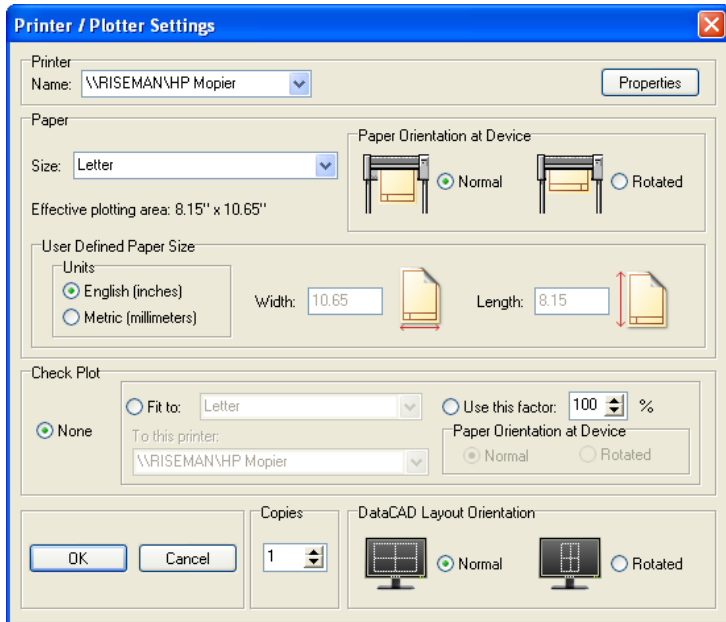 Printer / Plotter Settings
Printer
Name: \\RISEMAN\HP Mopier
Properties
Paper
Size: Letter
Effective plotting area: 8.15" x 10.65"
Paper Orientation at Device
Normal
Rotated
User Defined Paper Size
Units
English (inches)
Metric (millimeters)
Width: 10.65
Length: 8.15
Check Plot
None
Fit to: Letter
To this printer:
\\RISEMAN\HP Mopier
Use this factor: 100 %
Paper Orientation at Device
Normal
Rotated
OK
Cancel
Copies
1
DataCAD Layout Orientation
Normal
Rotated